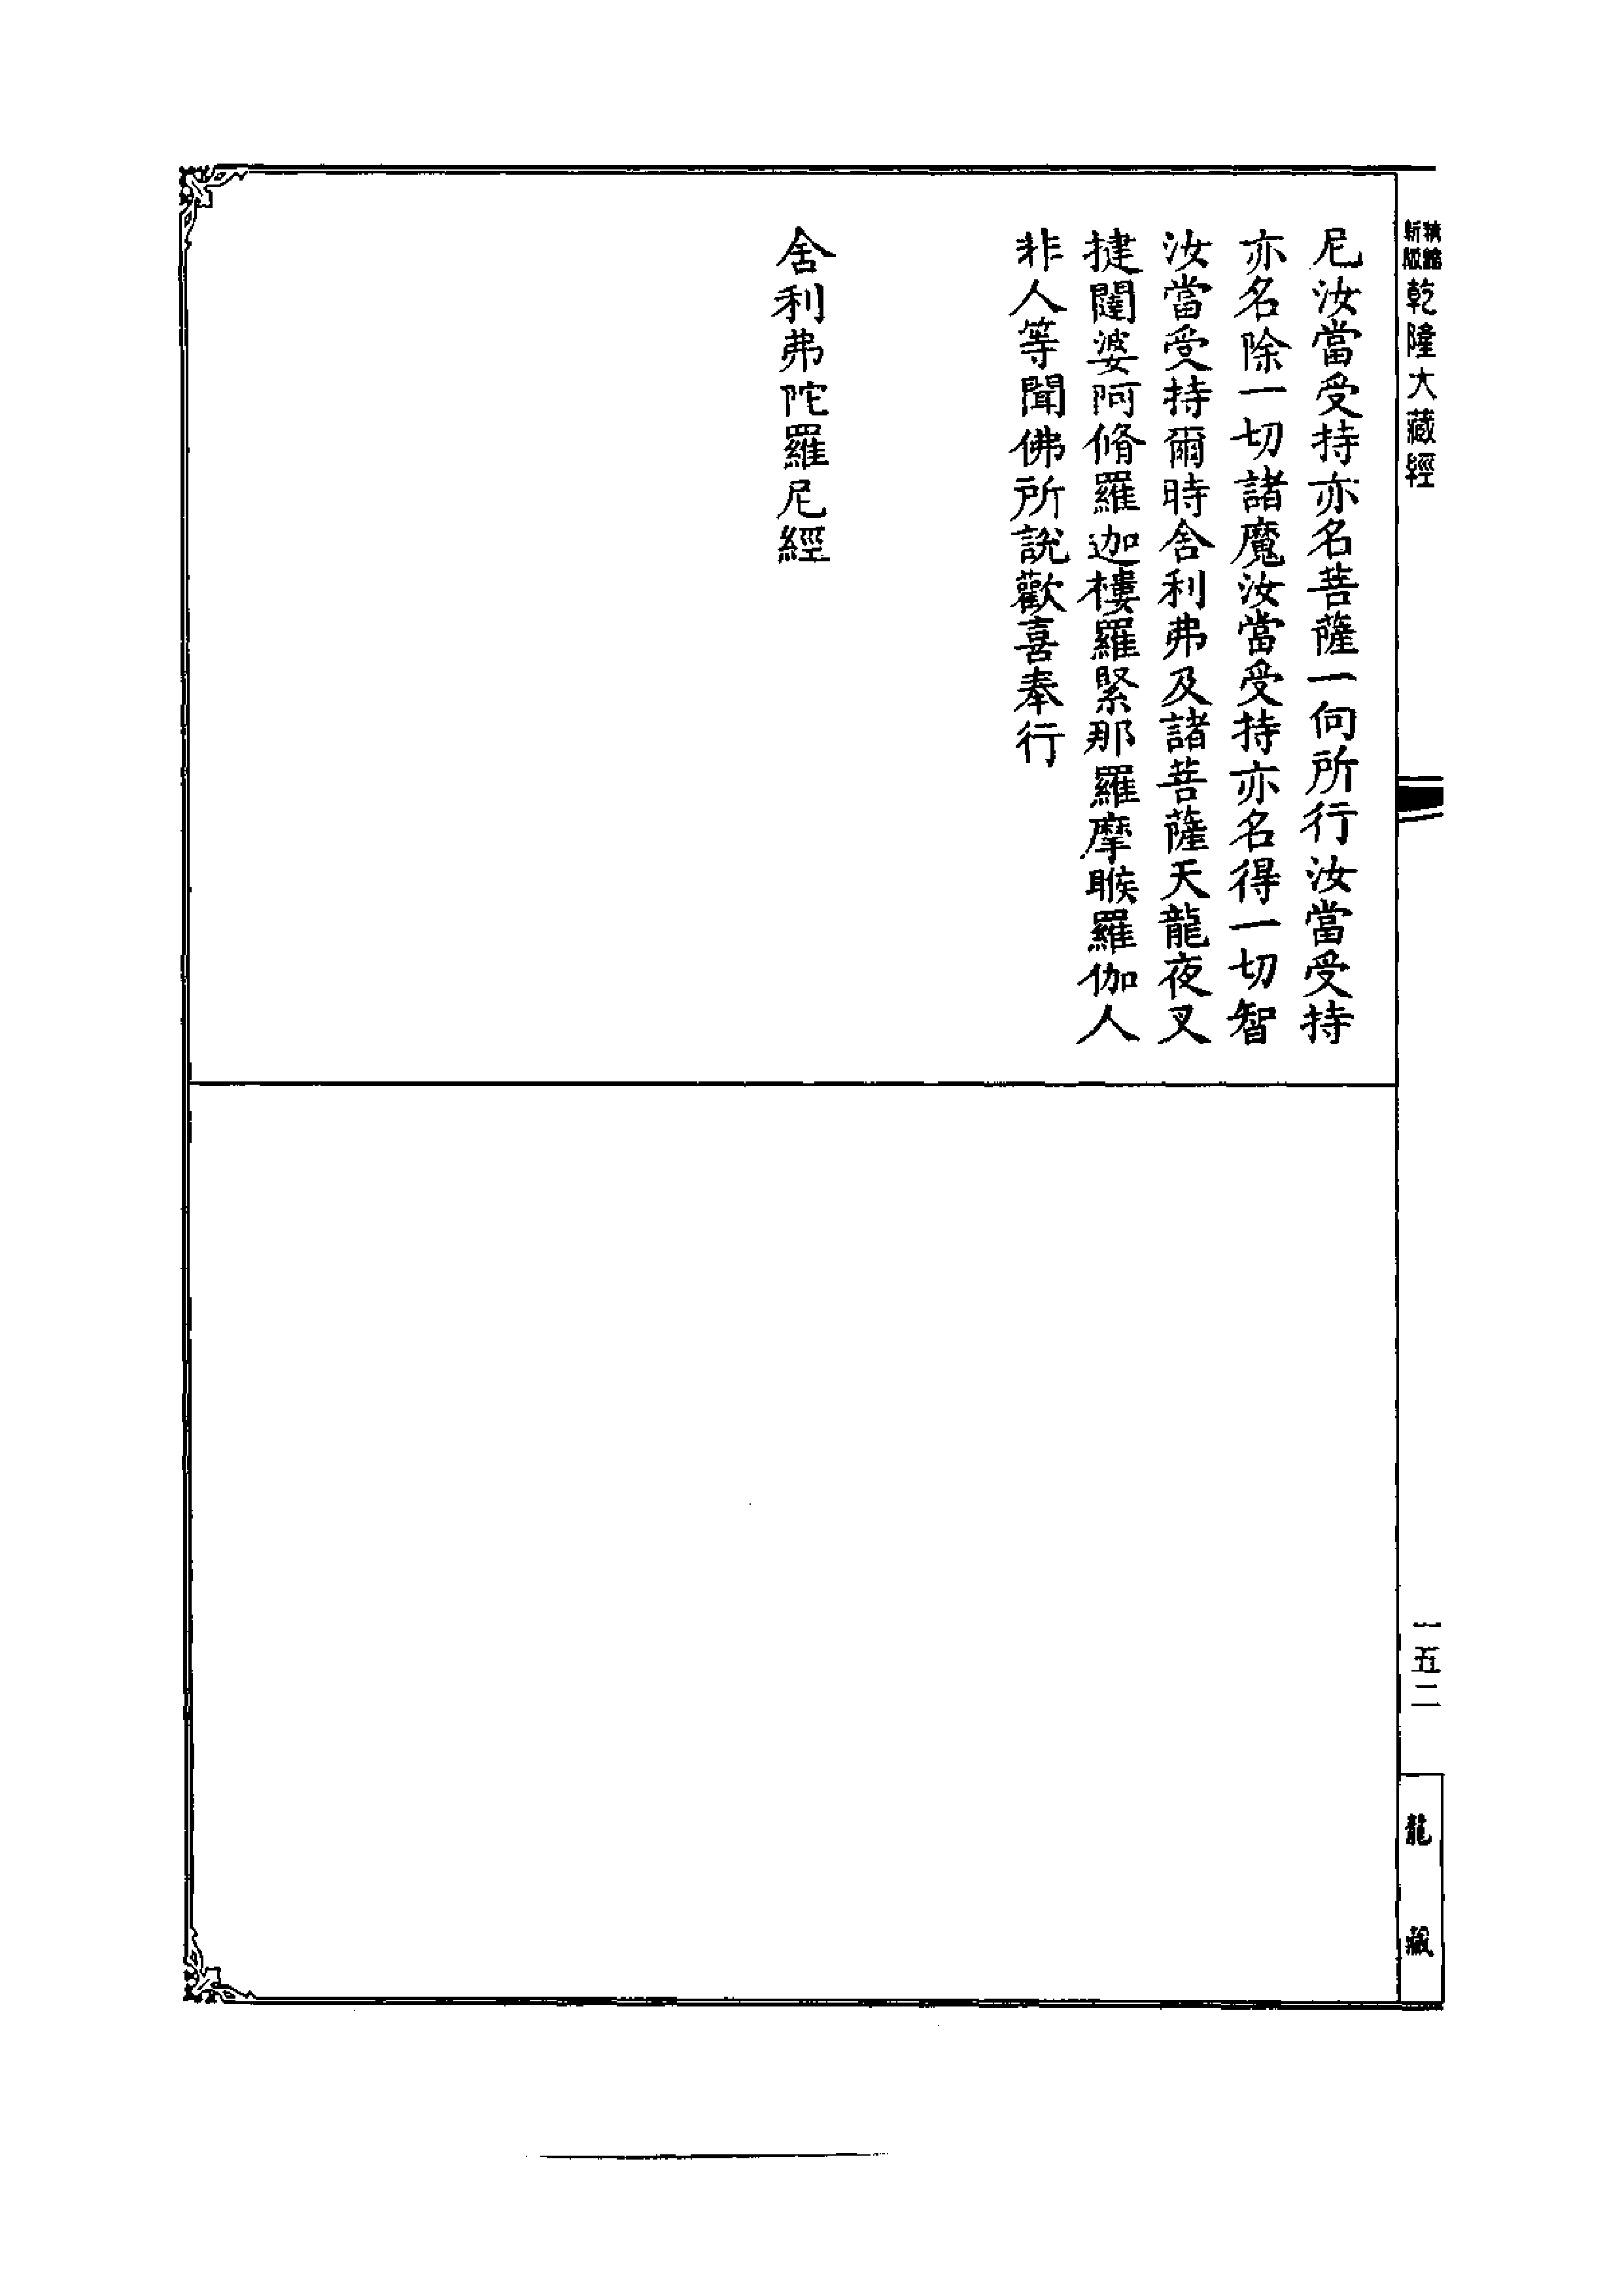 新版乾隆大藏經
尼汝當受持亦名菩薩一向所行汝當受持
亦名除一切諸魔汝當受持亦名得一切智
汝當受持爾時舍利弗及諸菩薩天龍夜叉
揵闥婆阿脩羅迦樓羅緊那羅摩睺羅伽人
非人等聞佛所說歡喜奉行
舍利弗陀羅尼經
一五二
龍藏